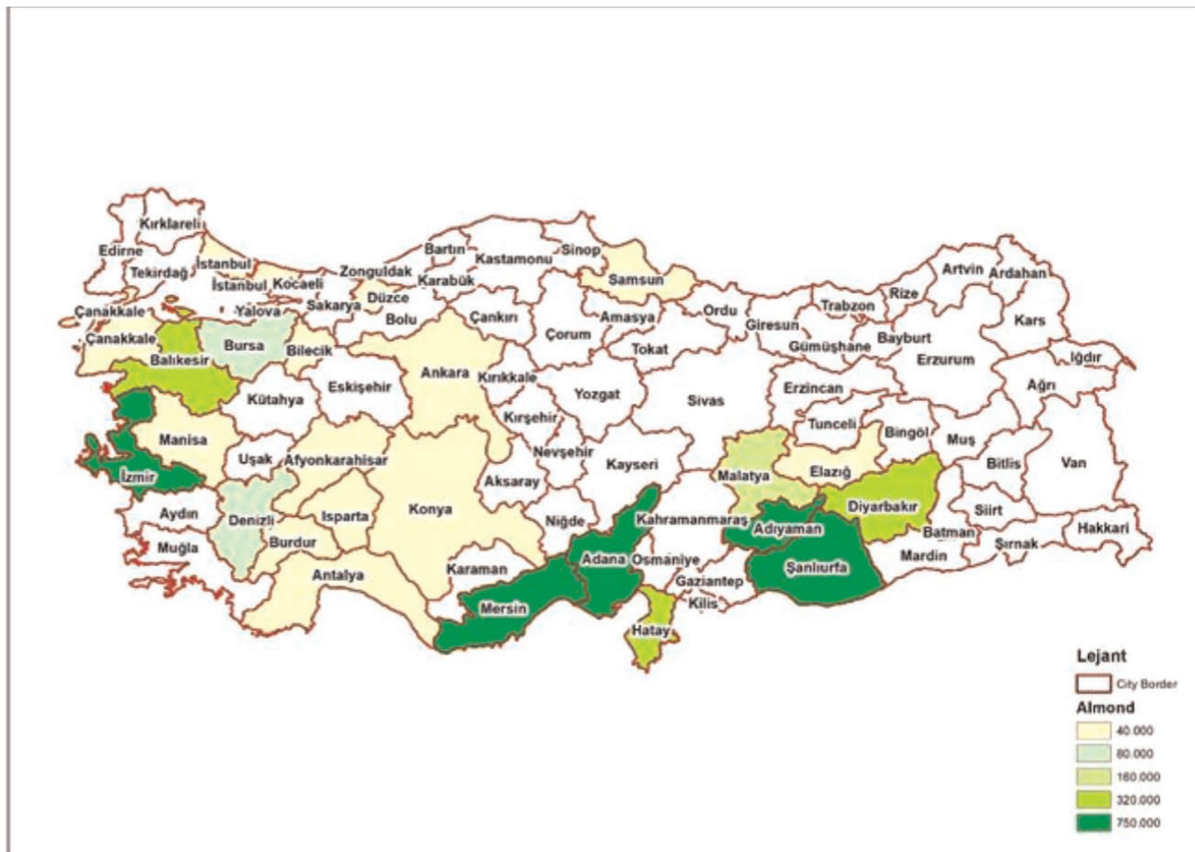 Kırklareli
Edirne
Tekirdağ
İstanbul
İstanbul
Kocaeli
Yalova
Sakarya
Zonguldak
Düzce
Bolu
Bartın
Karabük
Kastamonu
Sinop
Çankırı
Samsun
Çorum
Amasya
Tokat
Ordu
Giresun
Gümüşhane
Trabzon
Rize
Bayburt
Artvin
Ardahan
Kars
Erzurum
Iğdır
Ağrı
Çanakkale
Çanakkale
Balıkesir
Bursa
Bilecik
Eskişehir
Kütahya
Ankara
Kırıkkale
Kırşehir
Yozgat
Sivas
Erzincan
Tunceli
Bingöl
Muş
Bitlis
Van
Manisa
İzmir
Uşak
Afyonkarahisar
Aksaray
Nevşehir
Kayseri
Malatya
Elazığ
Diyarbakır
Batman
Siirt
Şırnak
Hakkari
Mardin
Aydın
Muğla
Denizli
Burdur
Isparta
Antalya
Konya
Karaman
Niğde
Mersin
Adana
Kahramanmaraş
Osmaniye
Gaziantep
Kilis
Hatay
Adıyaman
Şanlıurfa
Lejant
City Border
Almond
40.000
80.000
160.000
320.000
750.000